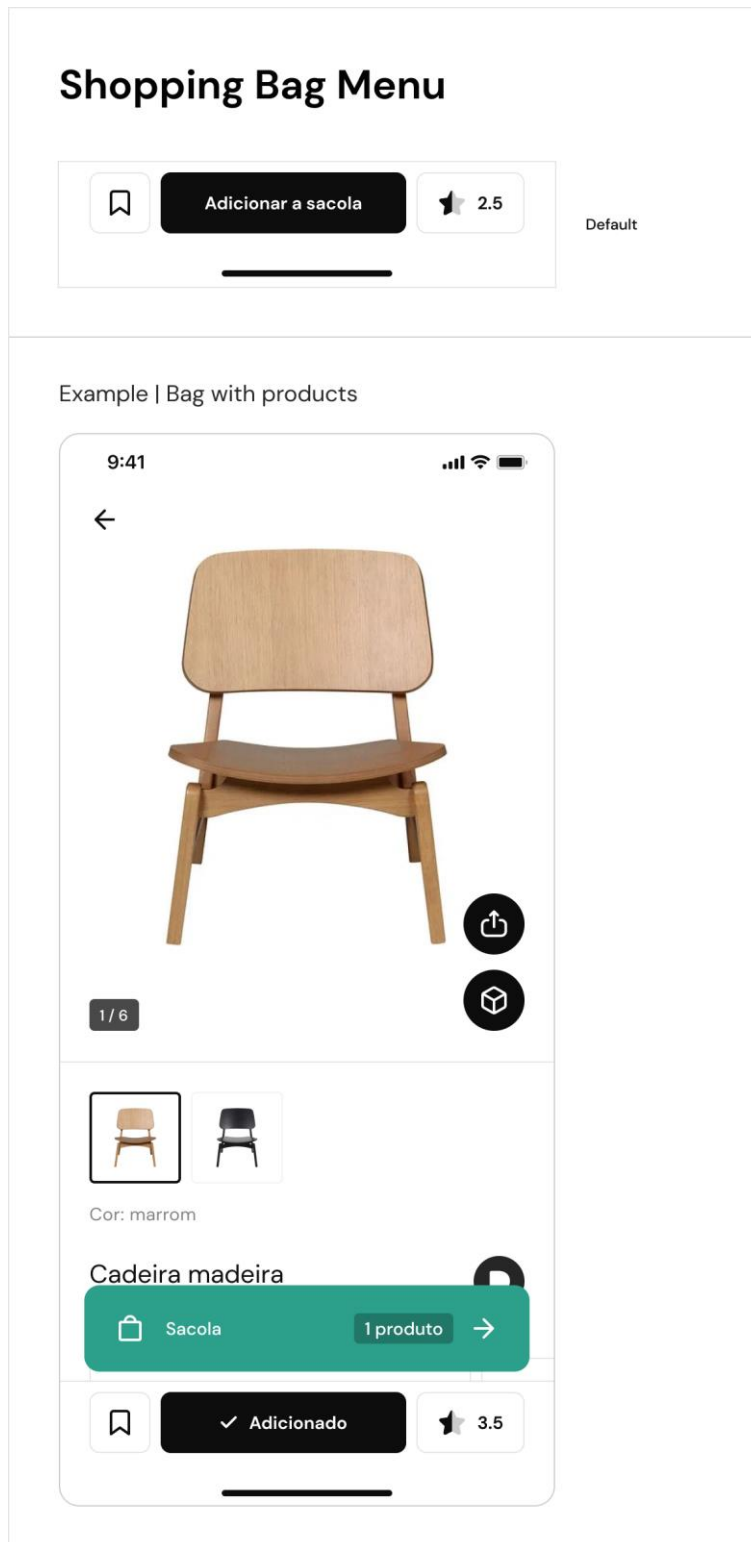 Shopping Bag Menu
Adicionar a sacola
2.5
Default
Example | Bag with products
9:41
1 / 6
Cor: marrom
Cadeira madeira
Sacola
1 produto
Adicionado
3.5